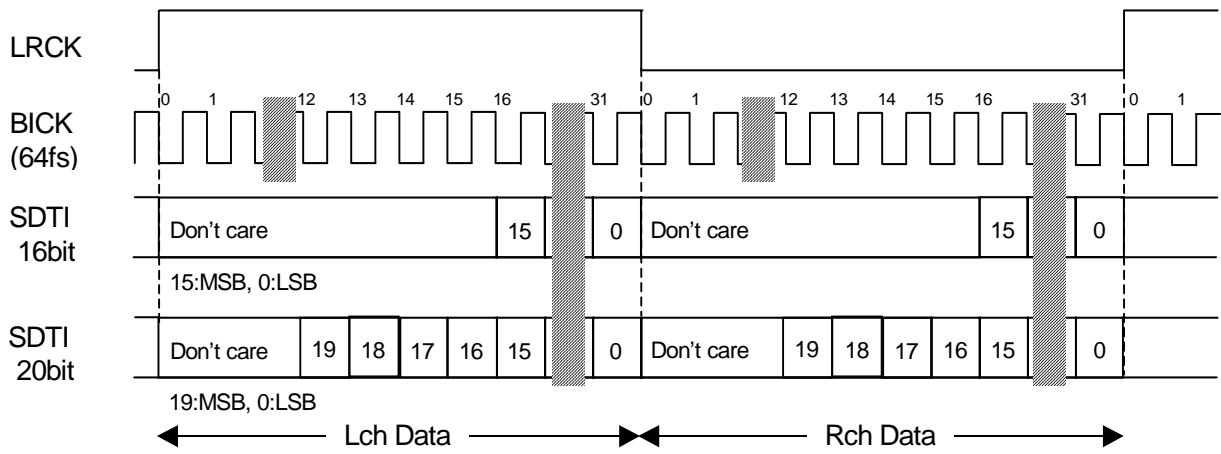 LRCK
0 1 12 13 14 15 16 31 0 1 12 13 14 15 16 31 0 1
BICK
(64fs)
SDTI
16bit
Don't care 15 0 Don't care 15 0
15:MSB, 0:LSB
SDTI
20bit
Don't care 19 18 17 16 15 0 Don't care 19 18 17 16 15 0
19:MSB, 0:LSB
Lch Data Rch Data